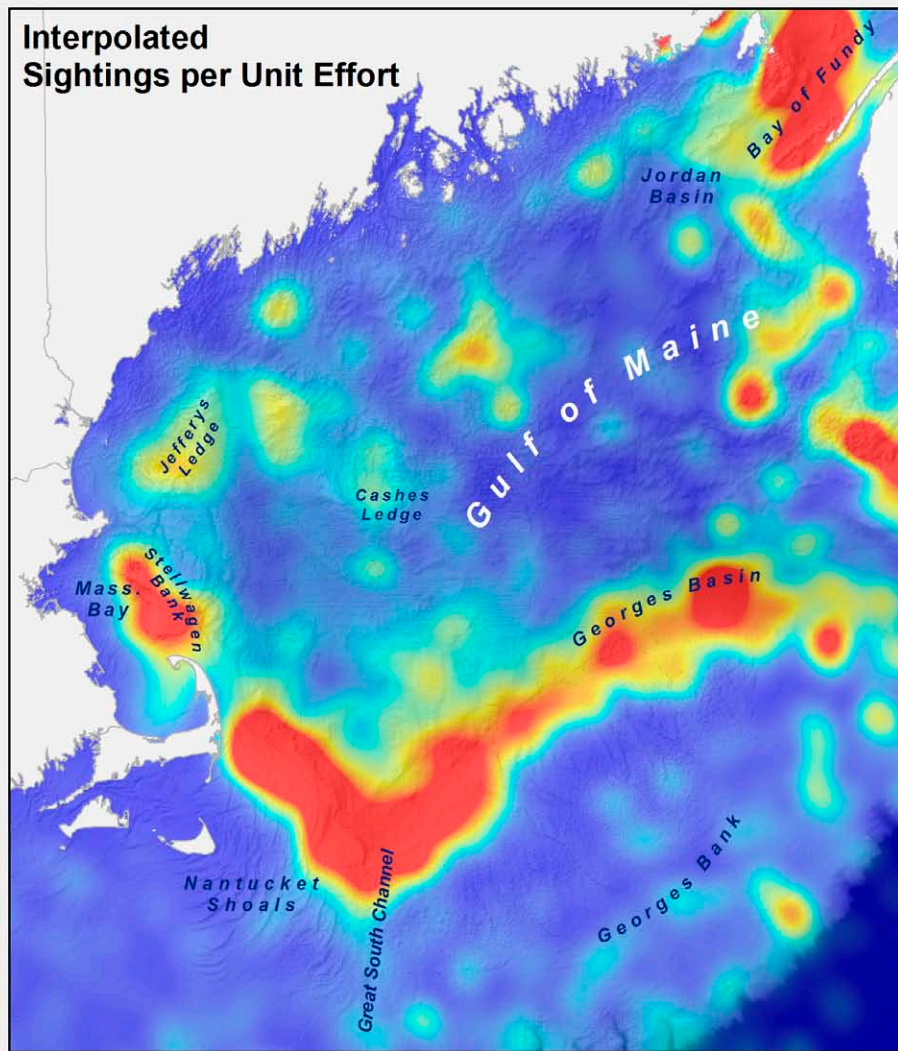 Interpolated
Sightings per Unit Effort
Bay of Fundy
Jordan
Basin
Gulf of Maine
Jefferys
Ledge
Cashes
Ledge
Stellwagen
Bank
Mass.
Bay
Georges Basin
Nantucket
Shoals
Great South Channel
Georges Bank